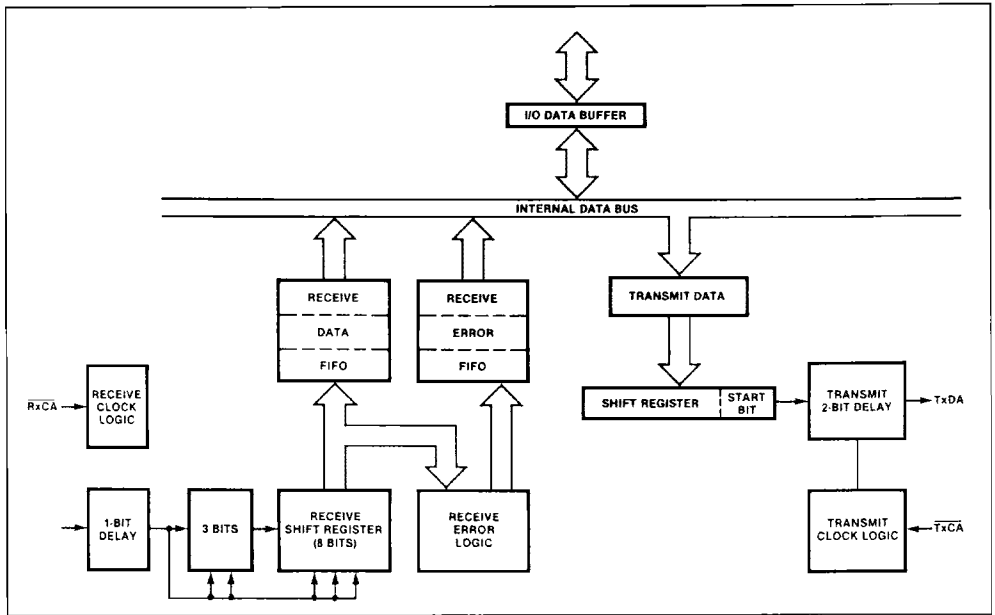 I/O DATA BUFFER
INTERNAL DATA BUS
RECEIVE
DATA
FIFO
RECEIVE
ERROR
FIFO
TRANSMIT DATA
RxCA
RECEIVE
CLOCK
LOGIC
SHIFT REGISTER
START
BIT
TRANSMIT
2-BIT DELAY
TxDA
1-BIT
DELAY
3 BITS
RECEIVE
SHIFT REGISTER
(8 BITS)
RECEIVE
ERROR
LOGIC
TRANSMIT
CLOCK LOGIC
TxCA